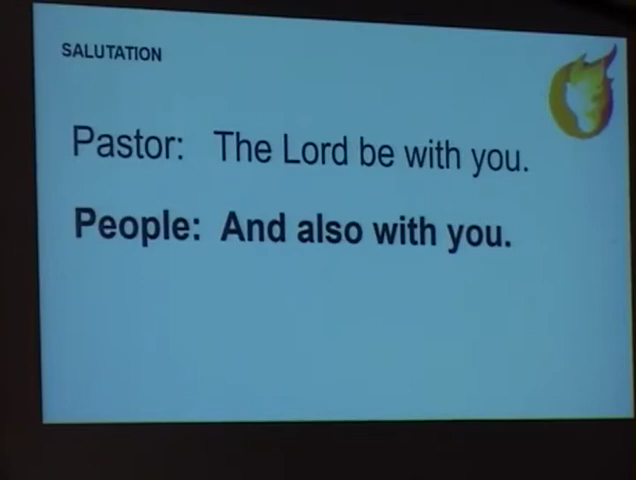 SALUTATION
Pastor: The Lord be with you.
People: And also with you.